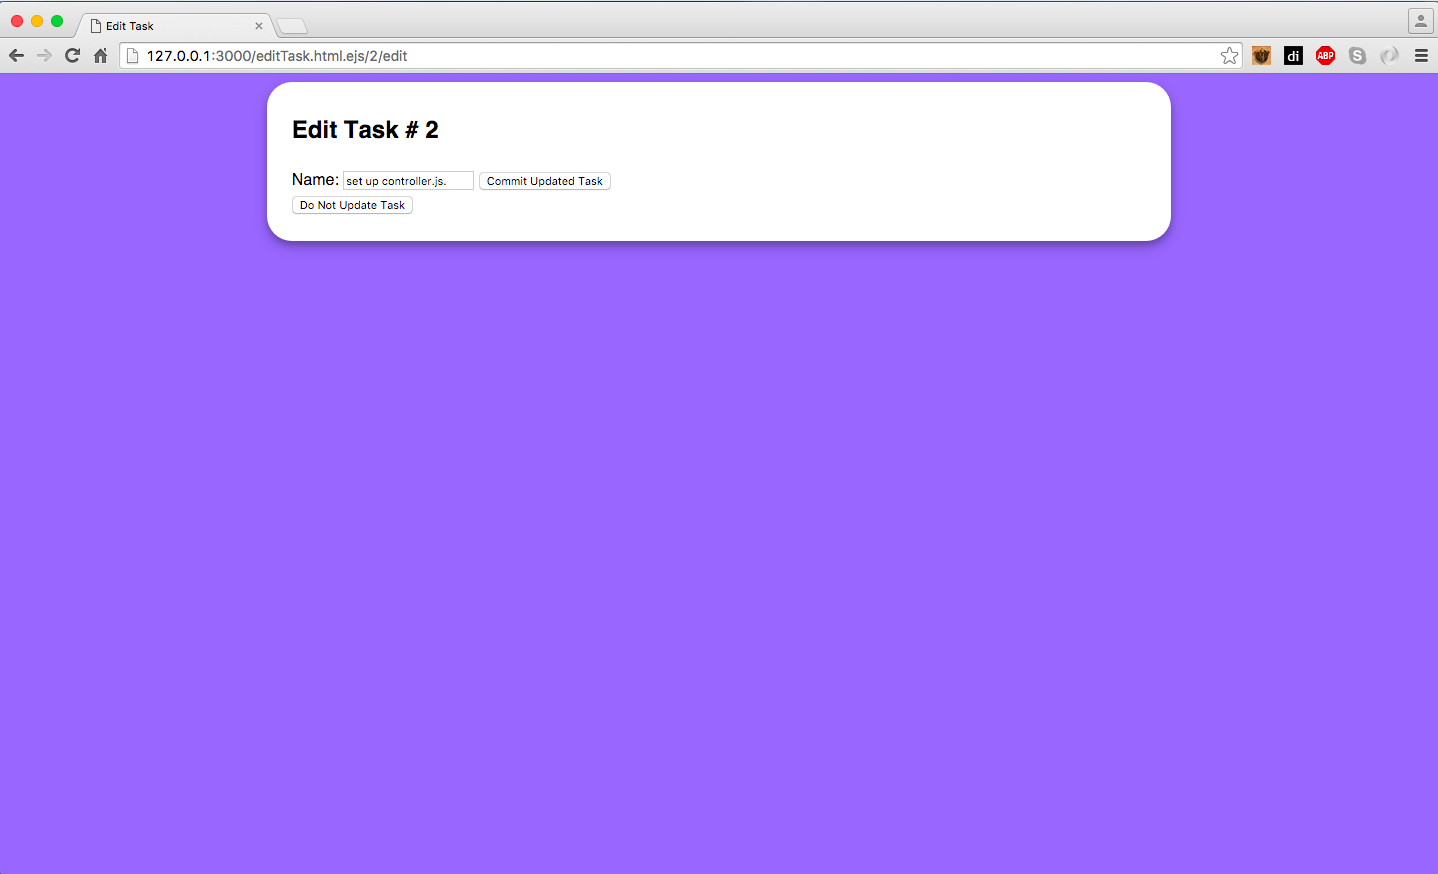 Edit Task
127.0.0.1:3000/editTask.html.ejs/2/edit
di
ABP
S
Edit Task # 2
Name: set up controller.js. Commit Updated Task
Do Not Update Task